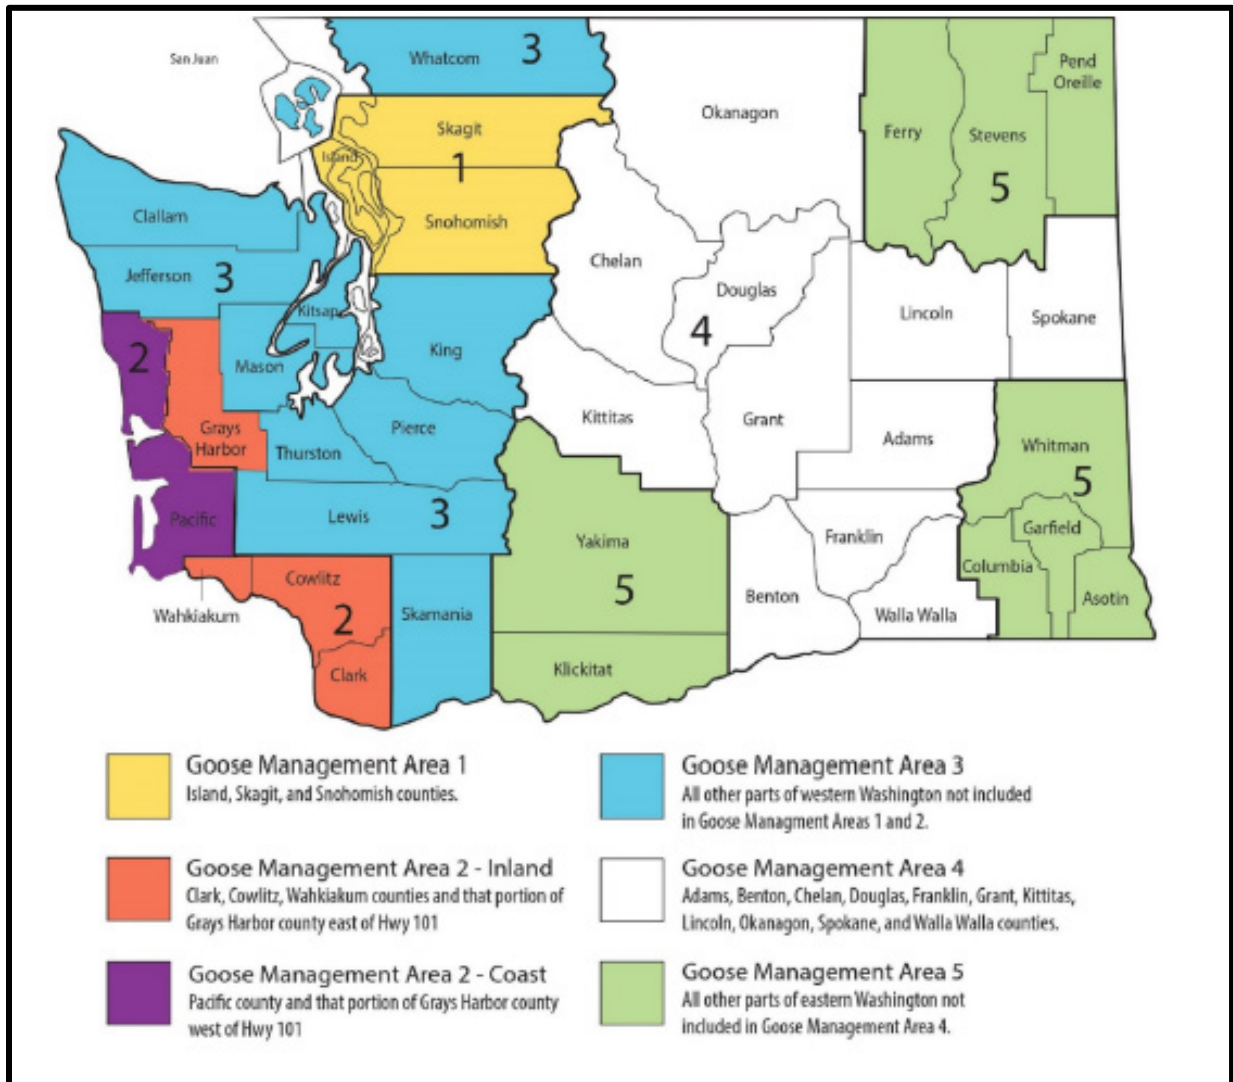 San Juan
Whatcom
3
Skagit
Island
1
Snohomish
Okanagon
Ferry
Stevens
Pend
Oreille
5
Clallam
Jefferson
3
Kitsap
Chelan
Douglas
4
Lincoln
Spokane
2
Mason
King
Grays
Harbor
Thurston
Pierce
Kittitas
Grant
Adams
Whitman
5
Pacific
Lewis
3
Yakima
5
Franklin
Garfield
Columbia
Asotin
Wahkiakum
Cowlitz
2
Clark
Skamania
Klickitat
Benton
Walla Walla
Goose Management Area 1
Island, Skagit, and Snohomish counties.
Goose Management Area 2 - Inland
Clark, Cowlitz, Wahkiakum counties and that portion of
Grays Harbor county east of Hwy 101
Goose Management Area 2 - Coast
Pacific county and that portion of Grays Harbor county
west of Hwy 101
Goose Management Area 3
All other parts of western Washington not included
in Goose Managment Areas 1 and 2.
Goose Management Area 4
Adams, Benton, Chelan, Douglas, Franklin, Grant, Kittitas,
Lincoln, Okanagon, Spokane, and Walla Walla counties.
Goose Management Area 5
All other parts of eastern Washington not
included in Goose Management Area 4.